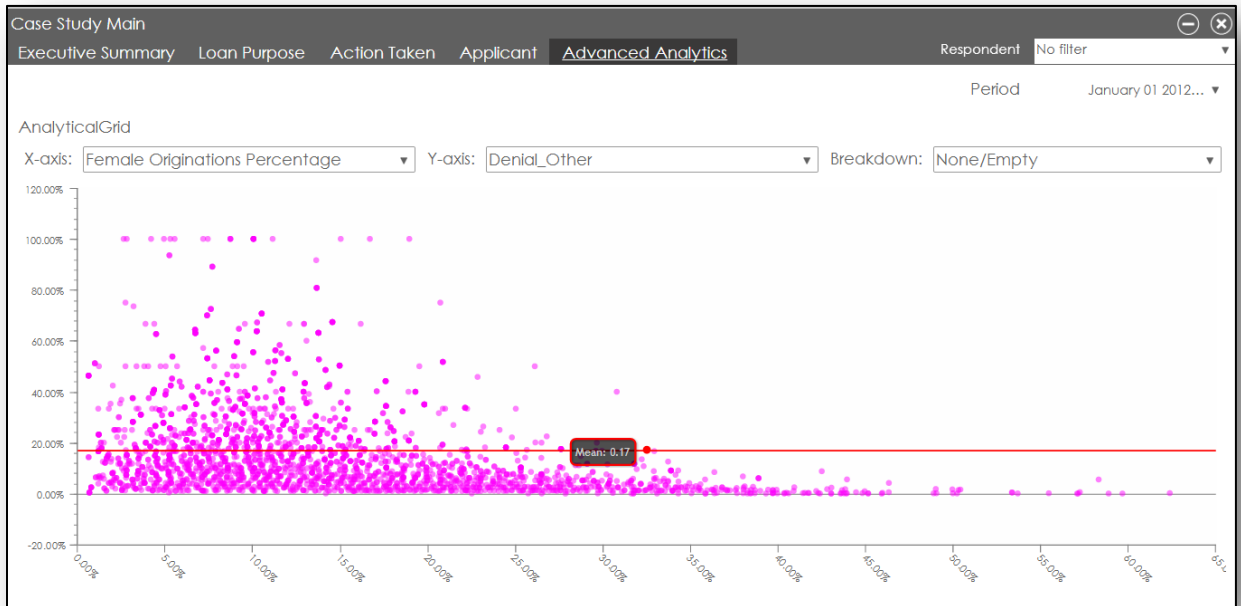 Case Study Main
Executive Summary Loan Purpose Action Taken Applicant Advanced Analytics Respondent No filter
Period January 01 2012...
AnalyticalGrid
X-axis: Female Originations Percentage Y-axis: Denial_Other Breakdown: None/Empty
120.00%
100.00%
80.00%
60.00%
40.00%
20.00%
Mean: 0.17
0.00%
-20.00%
0.00% 5.00% 10.00% 15.00% 20.00% 25.00% 30.00% 35.00% 40.00% 45.00% 50.00% 55.00% 60.00% 65.0